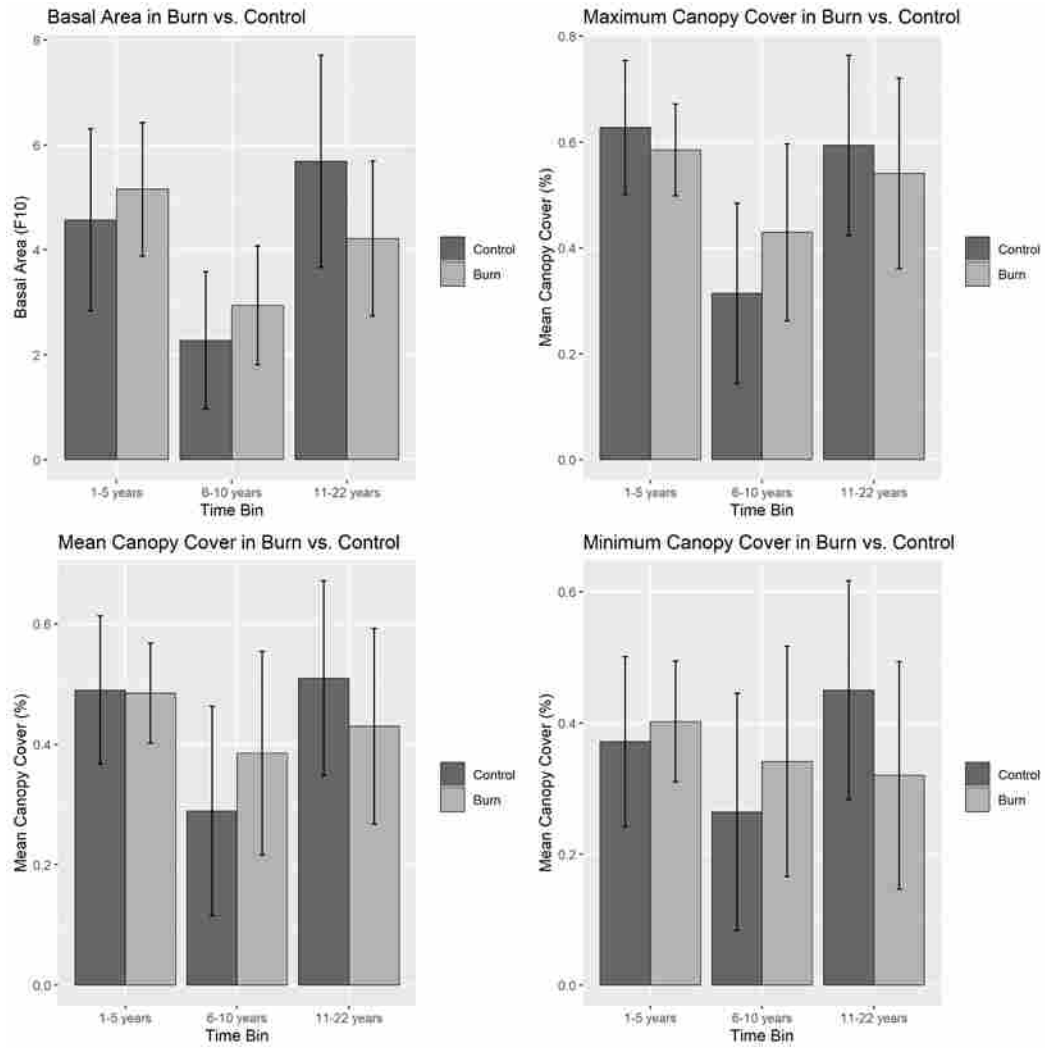 Basal Area in Burn vs. Control
8
6
4
2
0
Basal Area (F10)
1-5 years
6-10 years
11-22 years
Time Bin
Control
Burn
Maximum Canopy Cover in Burn vs. Control
0.8
0.6
0.4
0.2
0.0
Mean Canopy Cover (%)
1-5 years
6-10 years
11-22 years
Time Bin
Control
Burn
Mean Canopy Cover in Burn vs. Control
0.6
0.4
0.2
0.0
Mean Canopy Cover (%)
1-5 years
6-10 years
11-22 years
Time Bin
Control
Burn
Minimum Canopy Cover in Burn vs. Control
0.6
0.4
0.2
0.0
Mean Canopy Cover (%)
1-5 years
6-10 years
11-22 years
Time Bin
Control
Burn